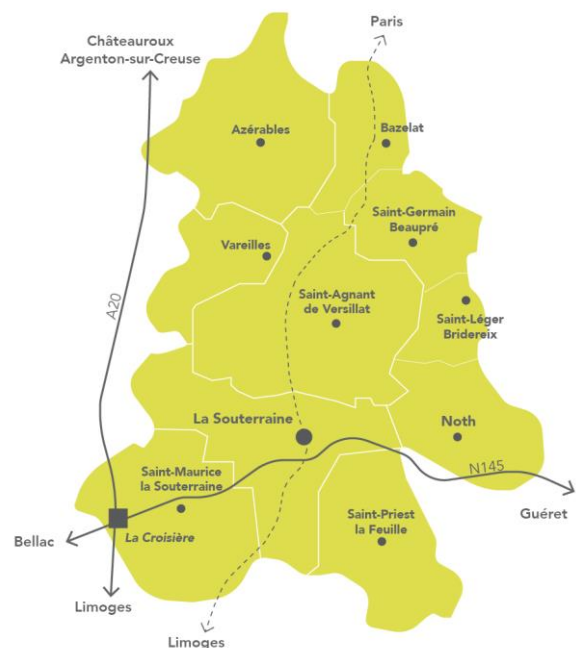 Paris
Châteauroux
Argenton-sur-Creuse
Azérables
Bazelat
Saint-Germain
Beaupré
Vareilles
Saint-Agnant
de Versillat
A20
Saint-Léger
Bridereix
La Souterraine
Noth
Saint-Maurice
la Souterraine
N145
Guéret
Saint-Priest
la Feuille
La Croisière
Bellac
Limoges
Limoges